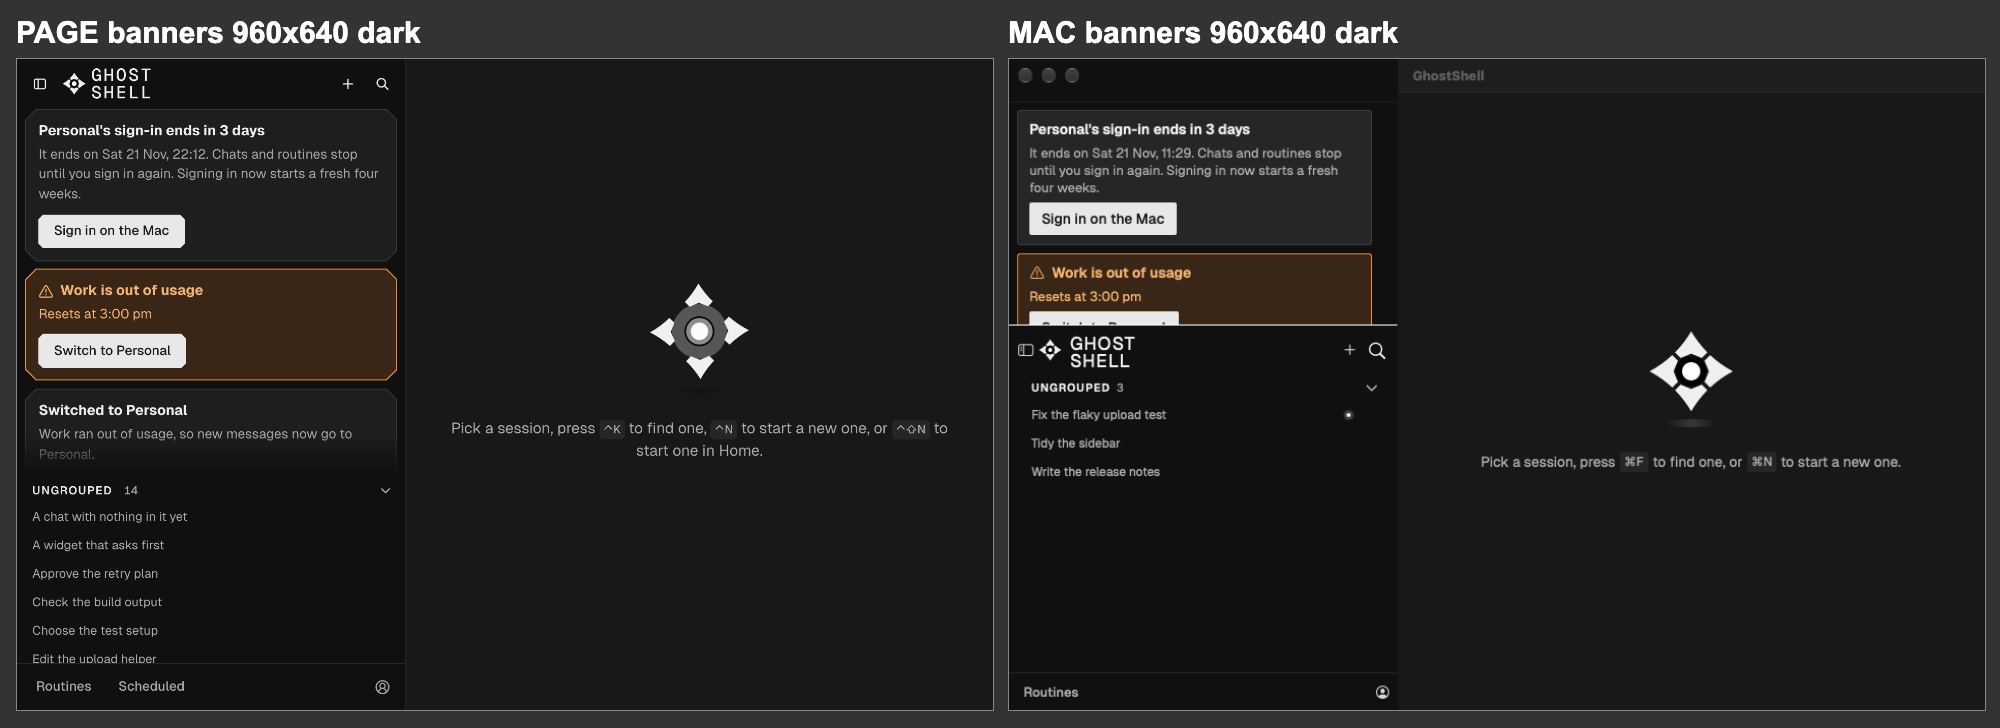 PAGE banners 960x640 dark
GHOST
SHELL
Personal's sign-in ends in 3 days
It ends on Sat 21 Nov, 22:12. Chats and routines stop
until you sign in again. Signing in now starts a fresh four
weeks.
Sign in on the Mac
Work is out of usage
Resets at 3:00 pm
Switch to Personal
Switched to Personal
Work ran out of usage, so new messages now go to
Personal.
UNGROUPED 14
A chat with nothing in it yet
A widget that asks first
Approve the retry plan
Check the build output
Choose the test setup
Edit the upload helper
Routines Scheduled
Pick a session, press ^K to find one, ^N to start a new one, or ^⇧N to
start one in Home.
MAC banners 960x640 dark
GhostShell
Personal's sign-in ends in 3 days
It ends on Sat 21 Nov, 11:29. Chats and routines stop
until you sign in again. Signing in now starts a fresh
four weeks.
Sign in on the Mac
Work is out of usage
Resets at 3:00 pm
Switch to Personal
GHOST
SHELL
UNGROUPED 3
Fix the flaky upload test
Tidy the sidebar
Write the release notes
Routines
Pick a session, press ⌘F to find one, or ⌘N to start a new one.